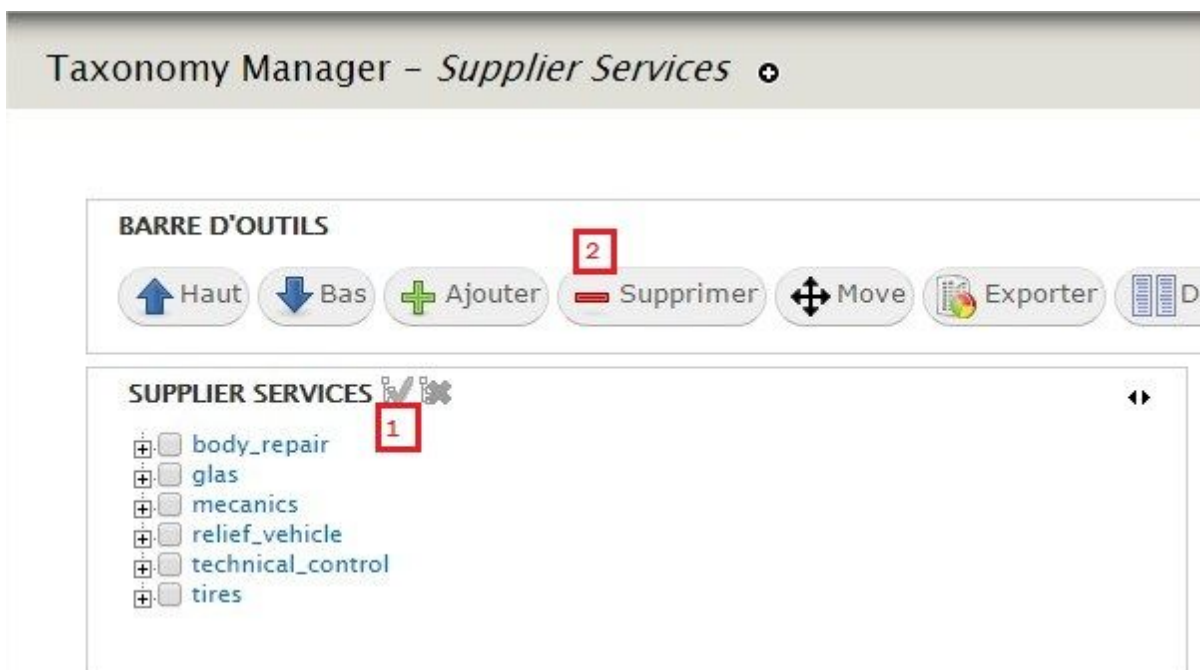 Taxonomy Manager – Supplier Services
BARRE D'OUTILS
2
Haut Bas Ajouter Supprimer Move Exporter D
SUPPLIER SERVICES
1
body_repair
glas
mecanics
relief_vehicle
technical_control
tires